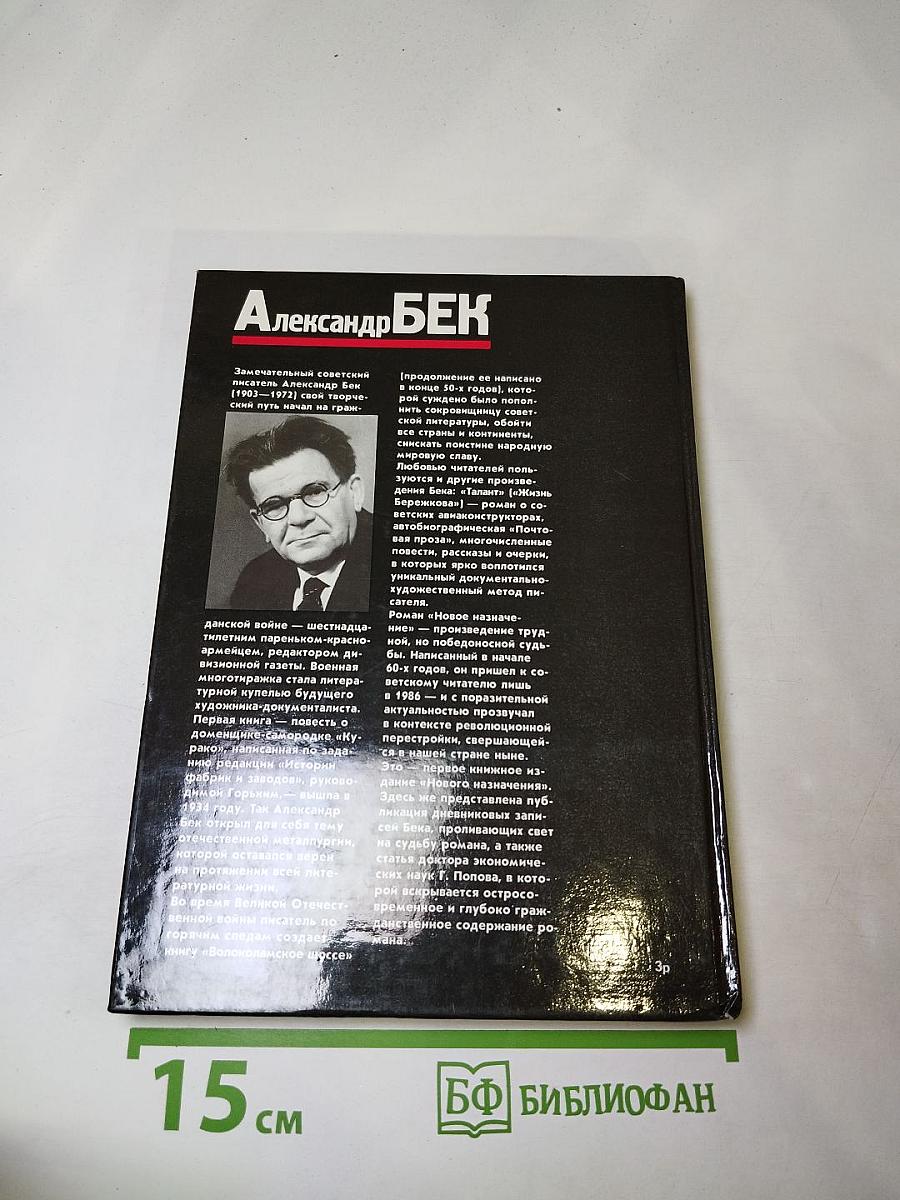 Александр БЕК
Замечательный советский
писатель Александр Бек
(1903—1972) свой творче-
ский путь начал на граж-
данской войне — шестнадца-
тилетним пареньком-красно-
армейцем, редактором ди-
визионной газеты. Военная
многотиражка стала литера-
турной купелью будущего
художника-документалиста.
Первая книга — повесть о
доменщике-самородке «Ку-
рако», написанная по зада-
нию редакции «Истории
фабрик и заводов», руково-
димой Горьким, — вышла в
1934 году. Так Александр
Бек открыл для себя тему
отечественной металлургии,
которой оставался верен
на протяжении всей лите-
ратурной жизни.
Во время Великой Отечест-
венной войны писатель по
горячим следам создает
книгу «Волоколамское шоссе»
(продолжение ее написано
в конце 50-х годов), кото-
рой суждено было попол-
нить сокровищницу совет-
ской литературы, обойти
все страны и континенты,
снискать поистине народную
мировую славу.
Любовью читателей поль-
зуются и другие произве-
дения Бека: «Талант» («Жизнь
Бережкова») — роман о со-
ветских авиаконструкторах,
автобиографическая «Почто-
вая проза», многочисленные
повести, рассказы и очерки,
в которых ярко воплотился
уникальный документально-
художественный метод пи-
сателя.
Роман «Новое назначе-
ние» — произведение труд-
ной, но победоносной судь-
бы. Написанный в начале
60-х годов, он пришел к со-
ветскому читателю лишь
в 1986 — и с поразительной
актуальностью прозвучал
в контексте революционной
перестройки, свершающей-
ся в нашей стране ныне.
Это — первое книжное из-
дание «Нового назначения».
Здесь же представлена пуб-
ликация дневниковых запи-
сей Бека, проливающих свет
на судьбу романа, а также
статья доктора экономиче-
ских наук Г. Попова, в кото-
рой вскрывается остросо-
временное и глубоко граж-
данственное содержание ро-
мана.
3р
15 см
БФ БИБЛИОФАН